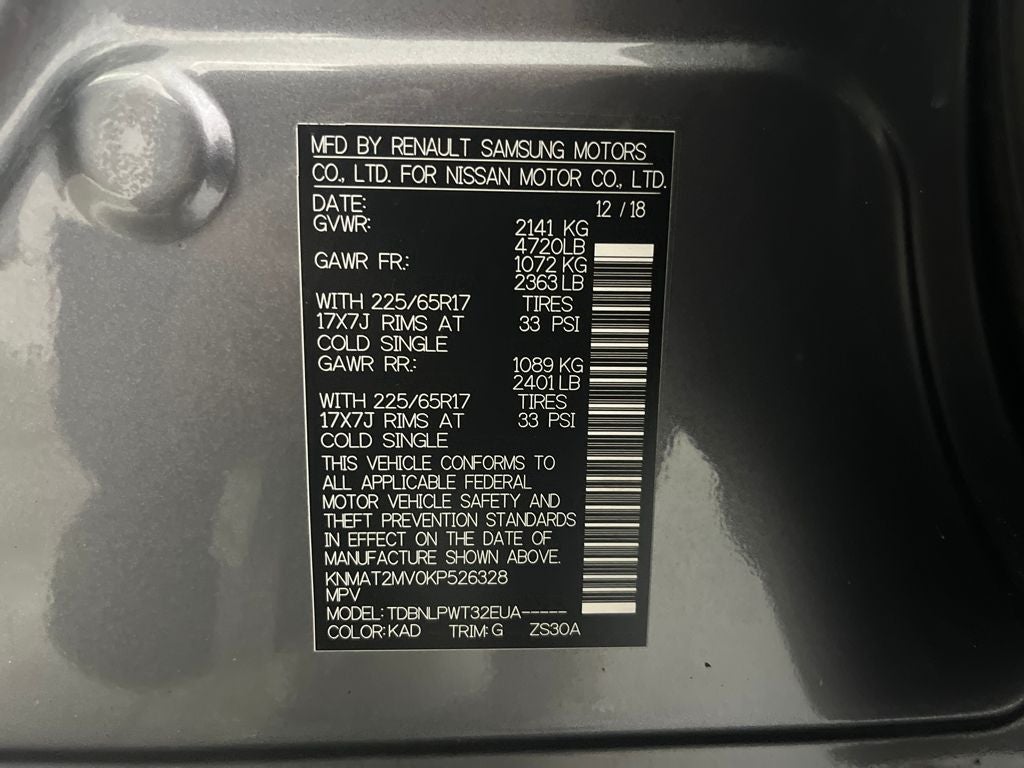 MFD BY RENAULT SAMSUNG MOTORS
CO., LTD. FOR NISSAN MOTOR CO., LTD.
DATE: 12 / 18
GVWR: 2141 KG
4720LB
GAWR FR.: 1072 KG
2363 LB
WITH 225/65R17 TIRES
17X7J RIMS AT 33 PSI
COLD SINGLE
GAWR RR.: 1089 KG
2401 LB
WITH 225/65R17 TIRES
17X7J RIMS AT 33 PSI
COLD SINGLE
THIS VEHICLE CONFORMS TO
ALL APPLICABLE FEDERAL
MOTOR VEHICLE SAFETY AND
THEFT PREVENTION STANDARDS
IN EFFECT ON THE DATE OF
MANUFACTURE SHOWN ABOVE.
KNMAT2MV0KP526328
MPV
MODEL: TDBNLPWT32EUA-----
COLOR: KAD TRIM: G ZS30A